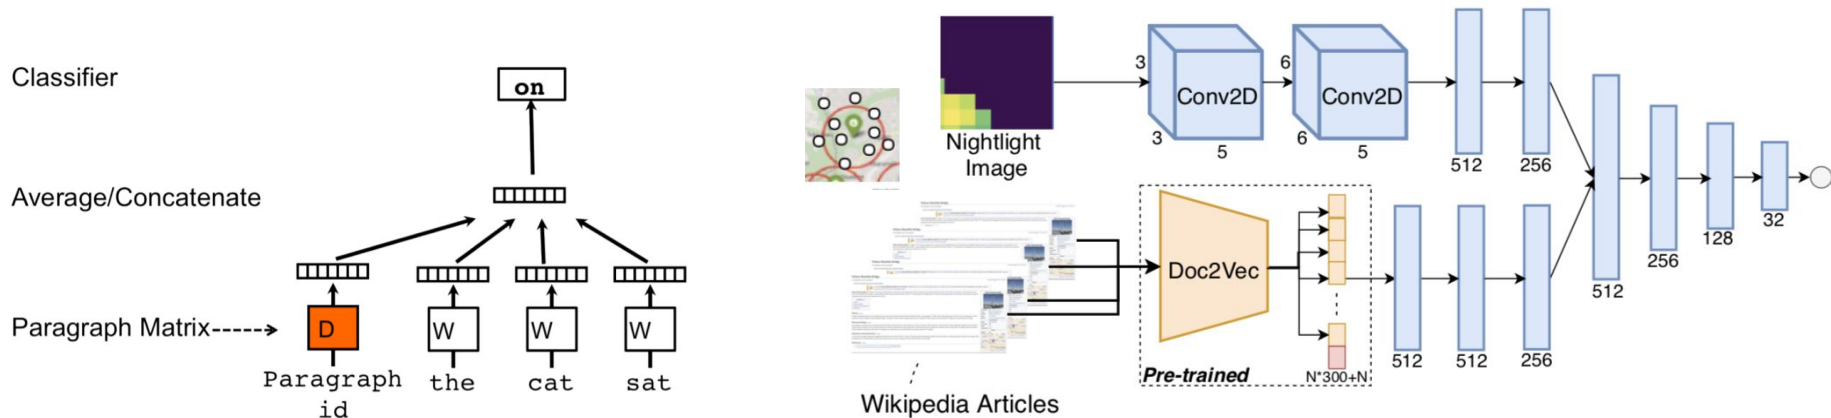 Classifier
on
Average/Concatenate
Paragraph Matrix
D
W
W
W
Paragraph
id
the
cat
sat
Nightlight
Image
3
3
5
Conv2D
6
6
5
Conv2D
512
256
Wikipedia Articles
Doc2Vec
Pre-trained
N*300+N
512
512
256
512
256
128
32